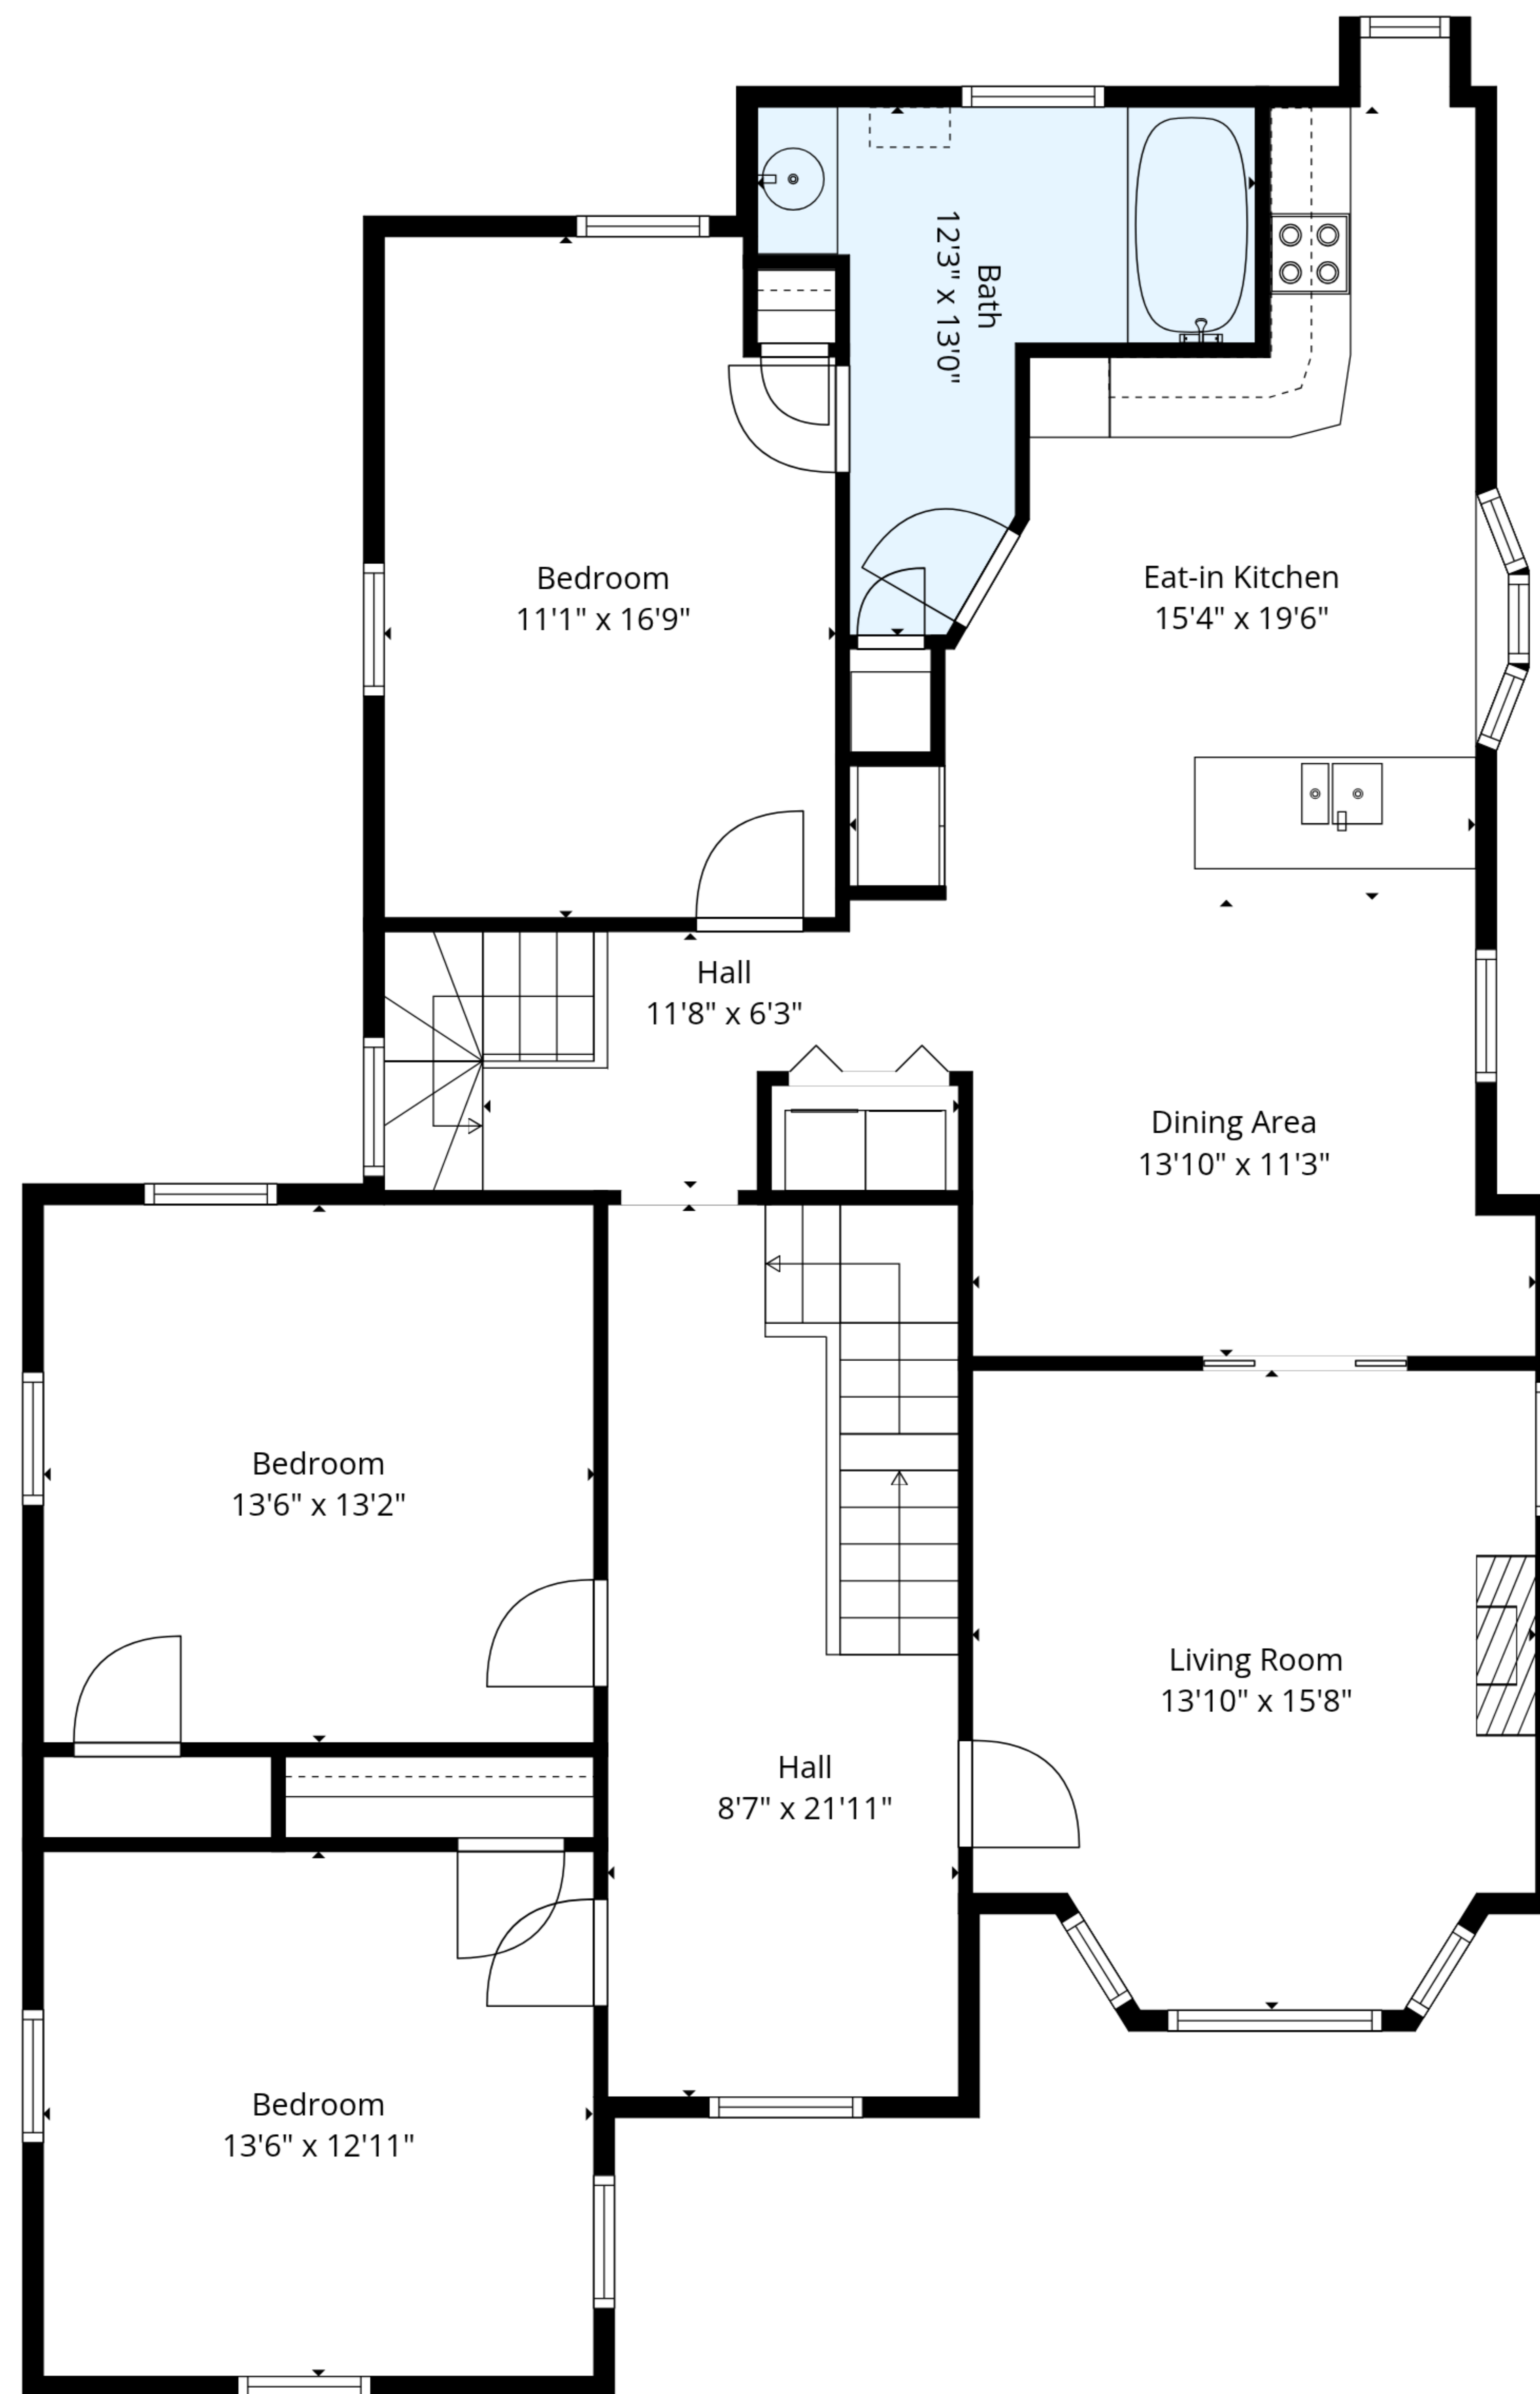 Bath
12'3" x 13'0"
Bedroom
11'1" x 16'9"
Eat-in Kitchen
15'4" x 19'6"
Hall
11'8" x 6'3"
Dining Area
13'10" x 11'3"
Bedroom
13'6" x 13'2"
Living Room
13'10" x 15'8"
Hall
8'7" x 21'11"
Bedroom
13'6" x 12'11"